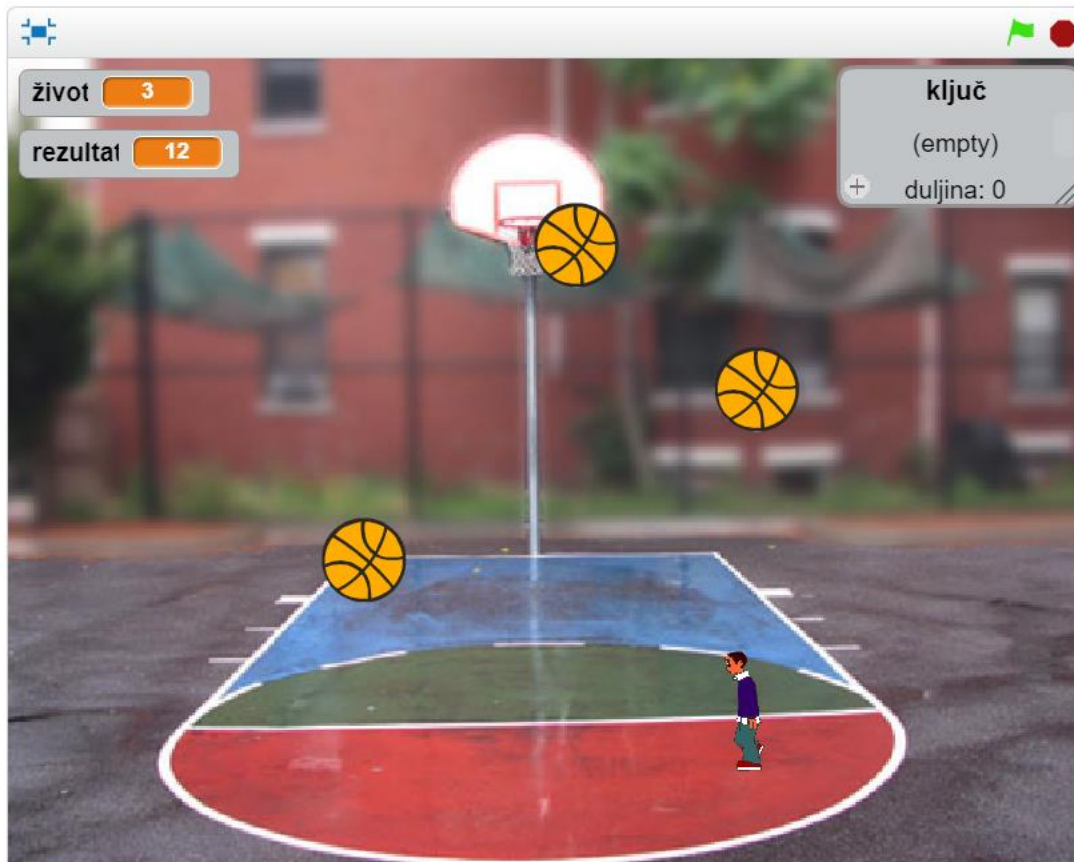 život 3
rezultat 12
ključ
(empty)
+ duljina: 0